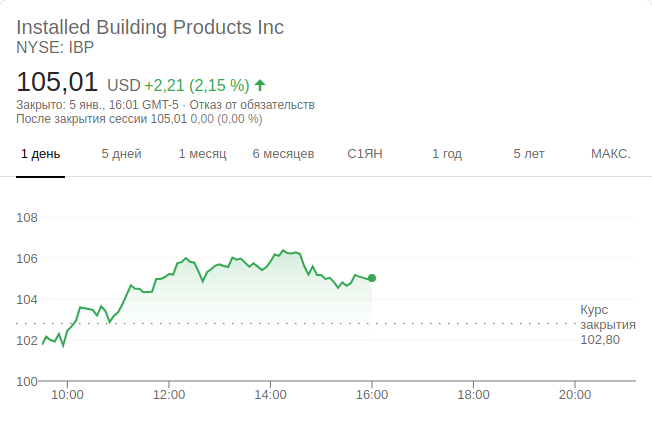 Installed Building Products Inc
NYSE: IBP
105,01 USD +2,21 (2,15 %)
Закрыто: 5 янв., 16:01 GMT-5 · Отказ от обязательств
После закрытия сессии 105,01 0,00 (0,00 %)
1 день 5 дней 1 месяц 6 месяцев С1ЯН 1 год 5 лет МАКС.
108
106
104
Курс
закрытия
102,80
102
100
10:00 12:00 14:00 16:00 18:00 20:00